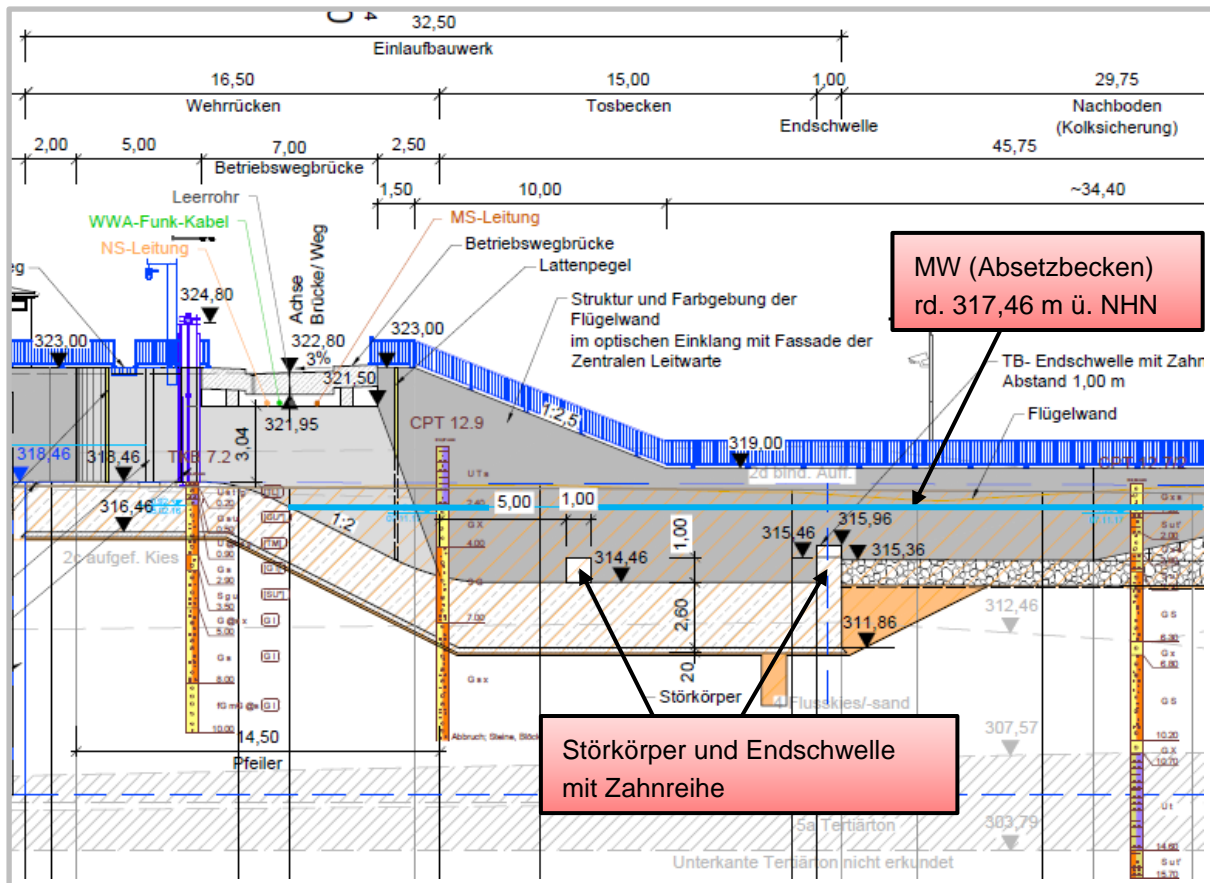 32,50
Einlaufbauwerk
16,50
15,00
1,00
29,75
Wehrrücken
Tosbecken
Nachboden
Endschwelle
(Kolksicherung)
2,00
5,00
7,00
2,50
45,75
Betriebswegbrücke
1,50
10,00
~34,40
Leerrohr
WWA-Funk-Kabel
MS-Leitung
NS-Leitung
Betriebswegbrücke
Lattenpegel
Achse
Brücke/ Weg
MW (Absetzbecken)
rd. 317,46 m ü. NHN
324,80
Struktur und Farbgebung der
Flügelwand
im optischen Einklang mit Fassade der
Zentralen Leitwarte
323,00
322,80
323,00
3%
321,50
TB- Endschwelle mit Zahn
Abstand 1,00 m
1:2,5
321,95
CPT 12.9
Flügelwand
3,04
319,00
318,46
318,46
2d bind. Auff.
316,46
5,00
1,00
1:2
1,00
315,96
315,46
315,36
2c aufgef. Kies
314,46
2,60
312,46
311,86
20
Störkörper
4 Flusskies/-sand
14,50
Pfeiler
Störkörper und Endschwelle
mit Zahnreihe
307,57
5a Tertiärton
303,79
Unterkante Tertiärton nicht erkundet